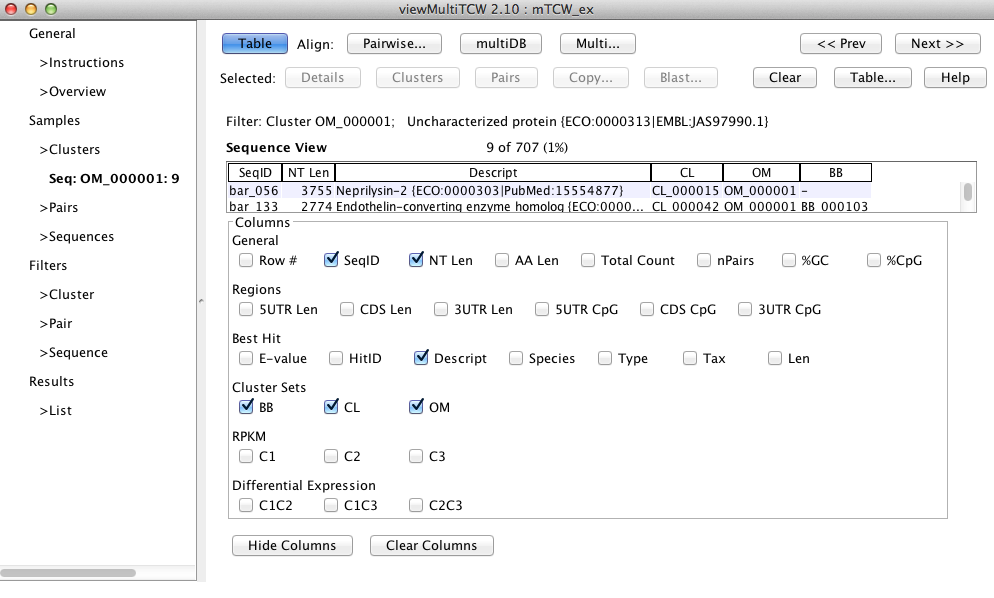 viewMultiTCW 2.10 : mTCW_ex
General
>Instructions
>Overview
Samples
>Clusters
Seq: OM_000001: 9
>Pairs
>Sequences
Filters
>Cluster
>Pair
>Sequence
Results
>List
Table Align: Pairwise... multiDB Multi... << Prev Next >>
Selected: Details Clusters Pairs Copy... Blast... Clear Table... Help
Filter: Cluster OM_000001; Uncharacterized protein {ECO:0000313|EMBL:JAS97990.1}
Sequence View 9 of 707 (1%)
SeqID NT Len Descript CL OM BB
bar_056 3755 Neprilysin-2 {ECO:0000303|PubMed:15554877} CL_000015 OM_000001 -
bar_133 2774 Endothelin-converting enzyme homolog {ECO:0000... CL_000042 OM_000001 BB_000103
Columns
General
Row # SeqID NT Len AA Len Total Count nPairs %GC %CpG
Regions
5UTR Len CDS Len 3UTR Len 5UTR CpG CDS CpG 3UTR CpG
Best Hit
E-value HitID Descript Species Type Tax Len
Cluster Sets
BB CL OM
RPKM
C1 C2 C3
Differential Expression
C1C2 C1C3 C2C3
Hide Columns Clear Columns